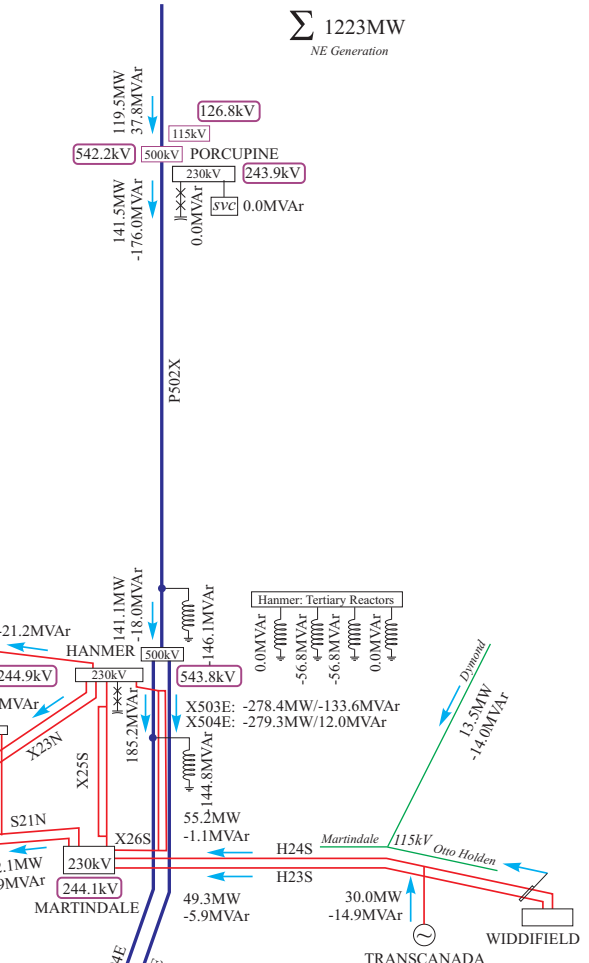 ∑ 1223MW
NE Generation
119.5MW
37.8MVAr
126.8kV
115kV
542.2kV
500kV
PORCUPINE
230kV
243.9kV
141.5MW
-176.0MVAr
0.0MVAr
svc
0.0MVAr
P502X
141.1MW
-18.0MVAr
-146.1MVAr
Hanmer: Tertiary Reactors
0.0MVAr
-56.8MVAr
-56.8MVAr
0.0MVAr
-21.2MVAr
HANMER
500kV
244.9kV
230kV
543.8kV
MVAr
X503E: -278.4MW/-133.6MVAr
X504E: -279.3MW/12.0MVAr
185.2MVAr
-144.8MVAr
X23N
X25S
Dymond
13.5MW
-14.0MVAr
S21N
X26S
55.2MW
-1.1MVAr
H24S
Martindale
115kV
Otto Holden
2.1MW
9MVAr
230kV
H23S
244.1kV
MARTINDALE
49.3MW
-5.9MVAr
30.0MW
-14.9MVAr
WIDDIFIELD
TRANSCANADA
4E